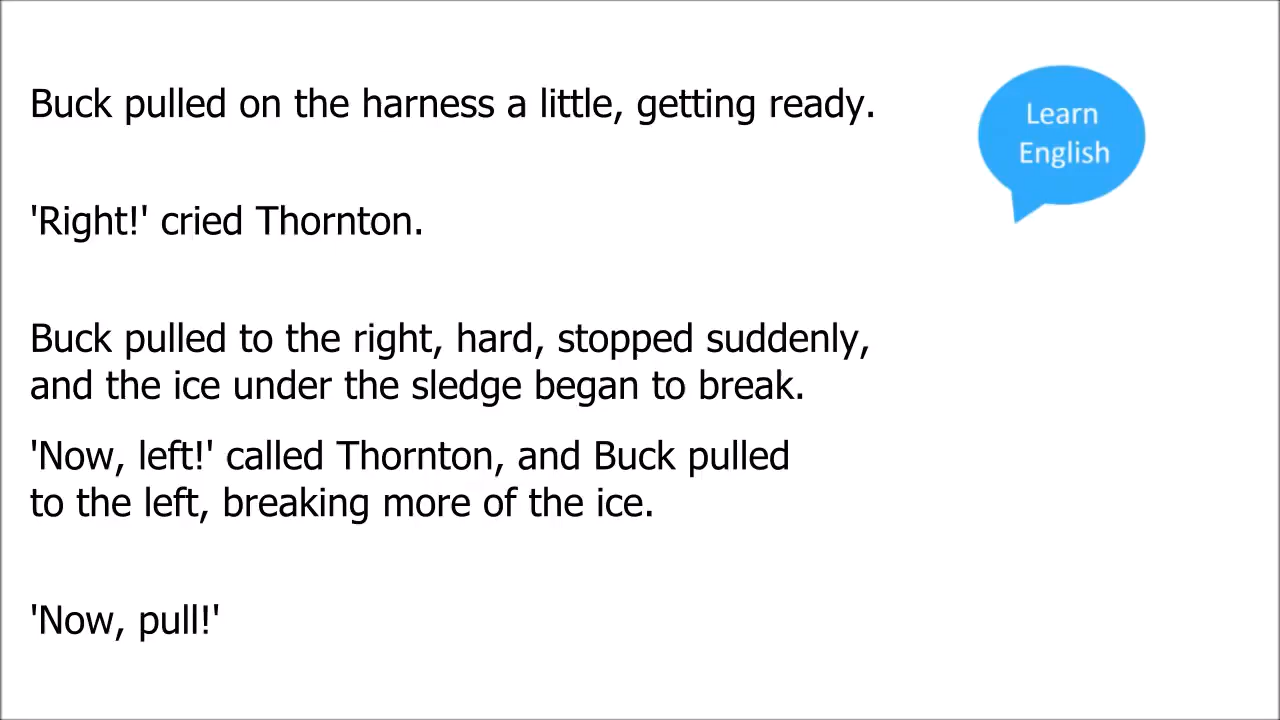 Buck pulled on the harness a little, getting ready.
'Right!' cried Thornton.
Buck pulled to the right, hard, stopped suddenly,
and the ice under the sledge began to break.
'Now, left!' called Thornton, and Buck pulled
to the left, breaking more of the ice.
'Now, pull!'
Learn
English